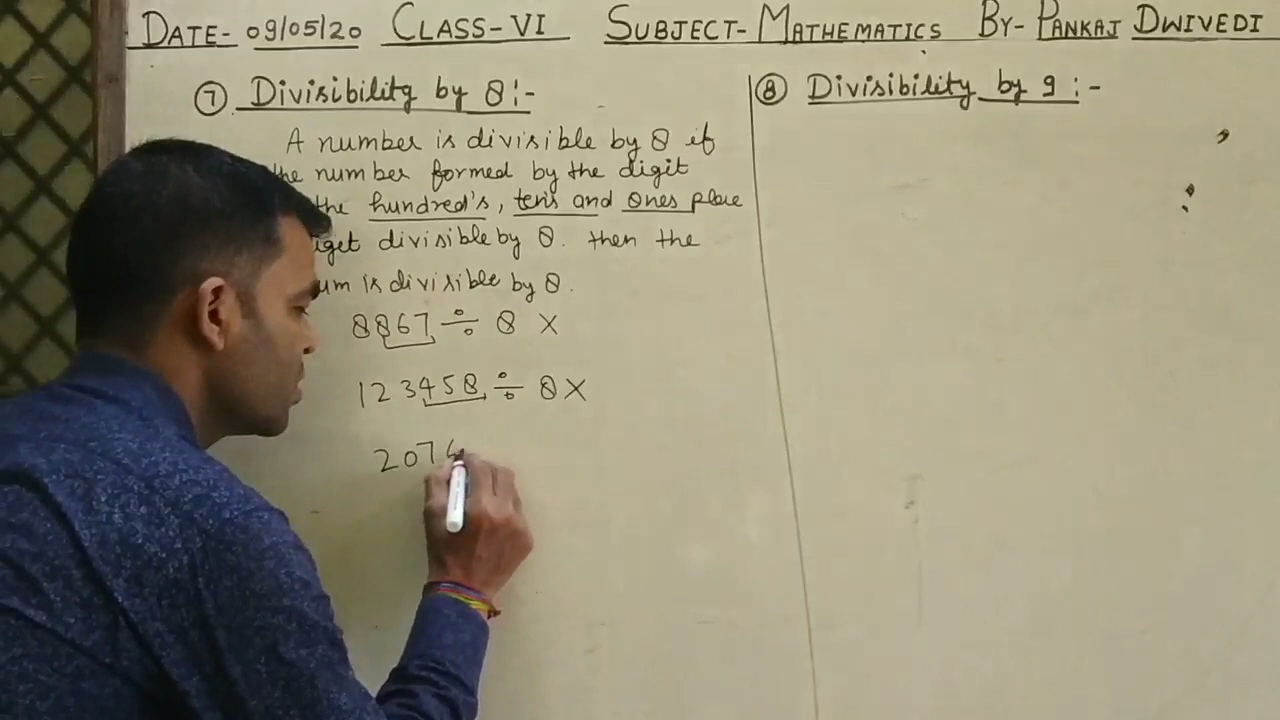 DATE- 09/05/20 CLASS-VI SUBJECT- MATHEMATICS BY- PANKAJ DWIVEDI
⑦ Divisibility by 8:-
A number is divisible by 8 if
the number formed by the digit
the hundred's, ten's and ones place
divisible by 8. then the
is divisible by 8.
8867 ÷ 8 X
123458 ÷ 8 X
207
⑧ Divisibility by 9:-